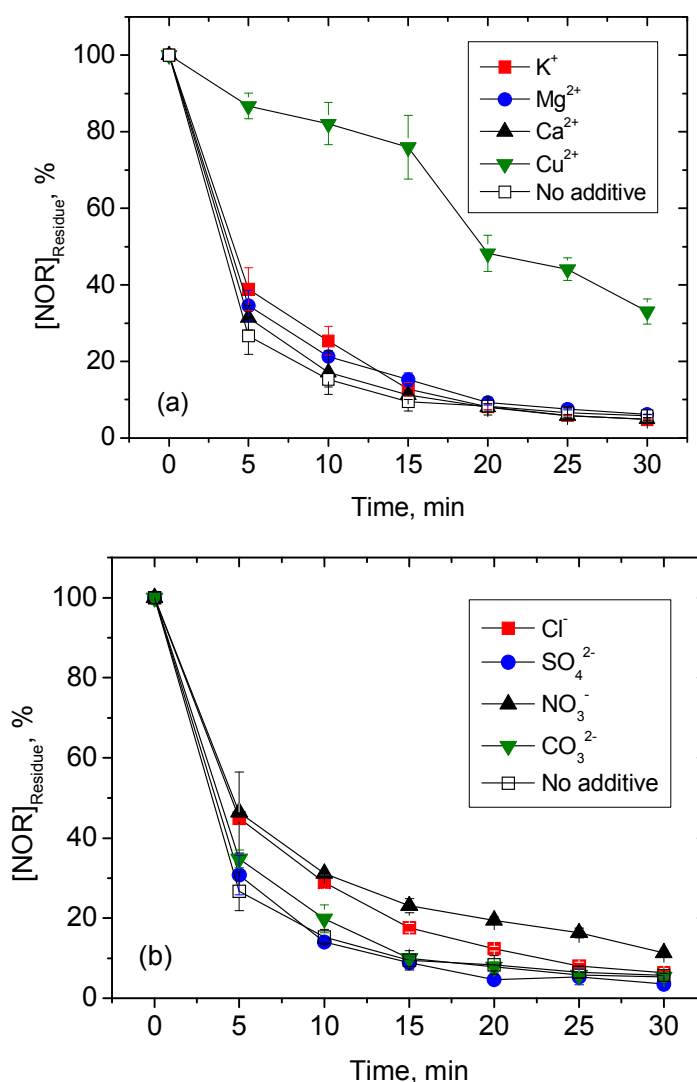 100
80
60
40
20
0
[NOR]Residue, %
K+
Mg2+
Ca2+
Cu2+
No additive
(a)
0 5 10 15 20 25 30
Time, min
100
80
60
40
20
0
[NOR]Residue, %
Cl-
SO42-
NO3-
CO32-
No additive
(b)
0 5 10 15 20 25 30
Time, min